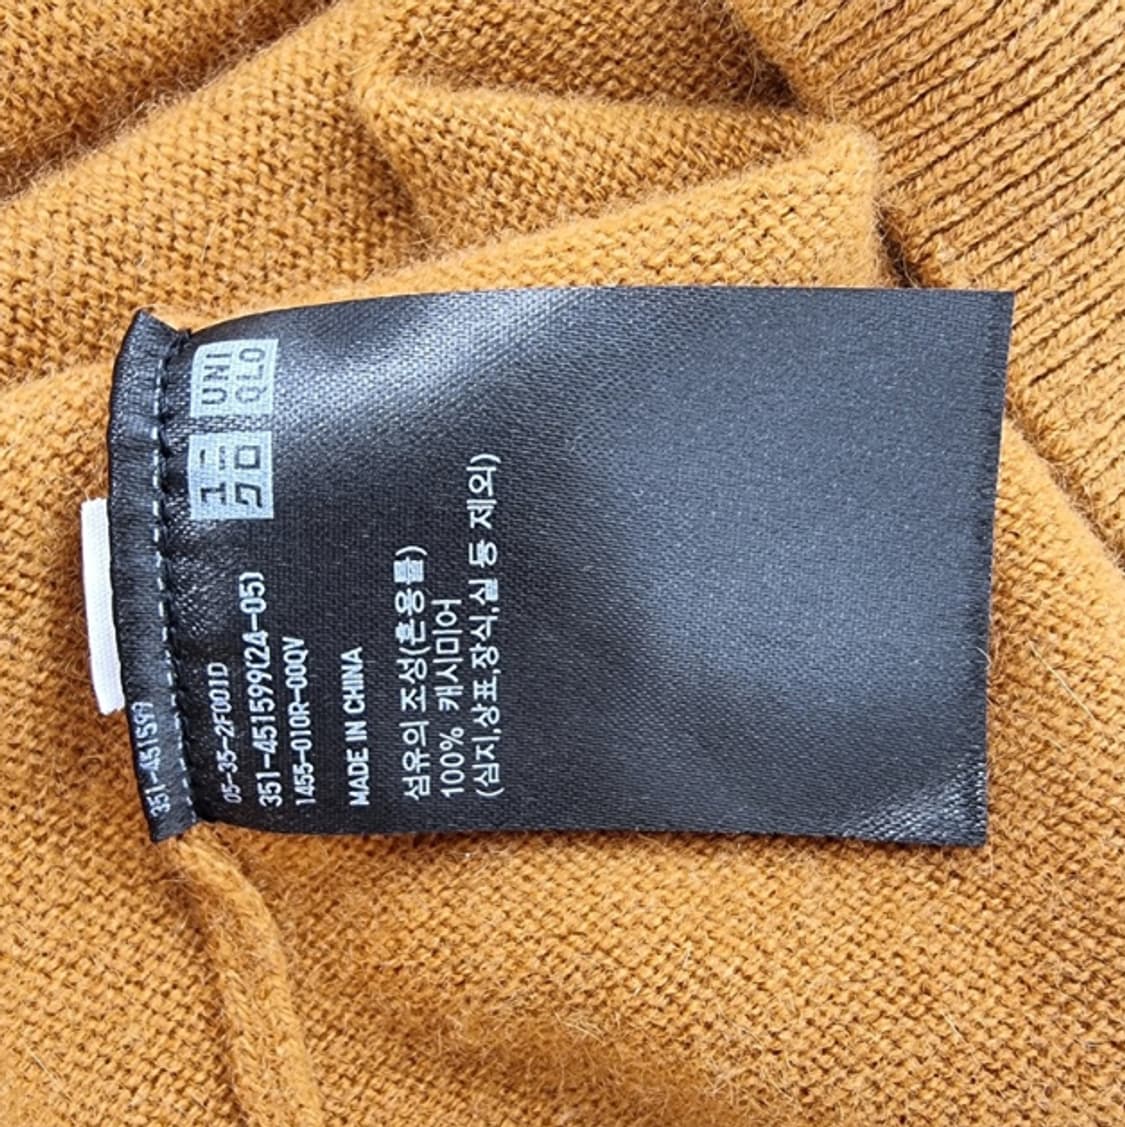 ユニ
クロ
UNI
QLO
05-35-2F001D
351-451599(24-05)
1455-010R-00QV
MADE IN CHINA
섬유의 조성(혼용률)
100% 캐시미어
(심지,상표,장식,실 등 제외)
351-451599